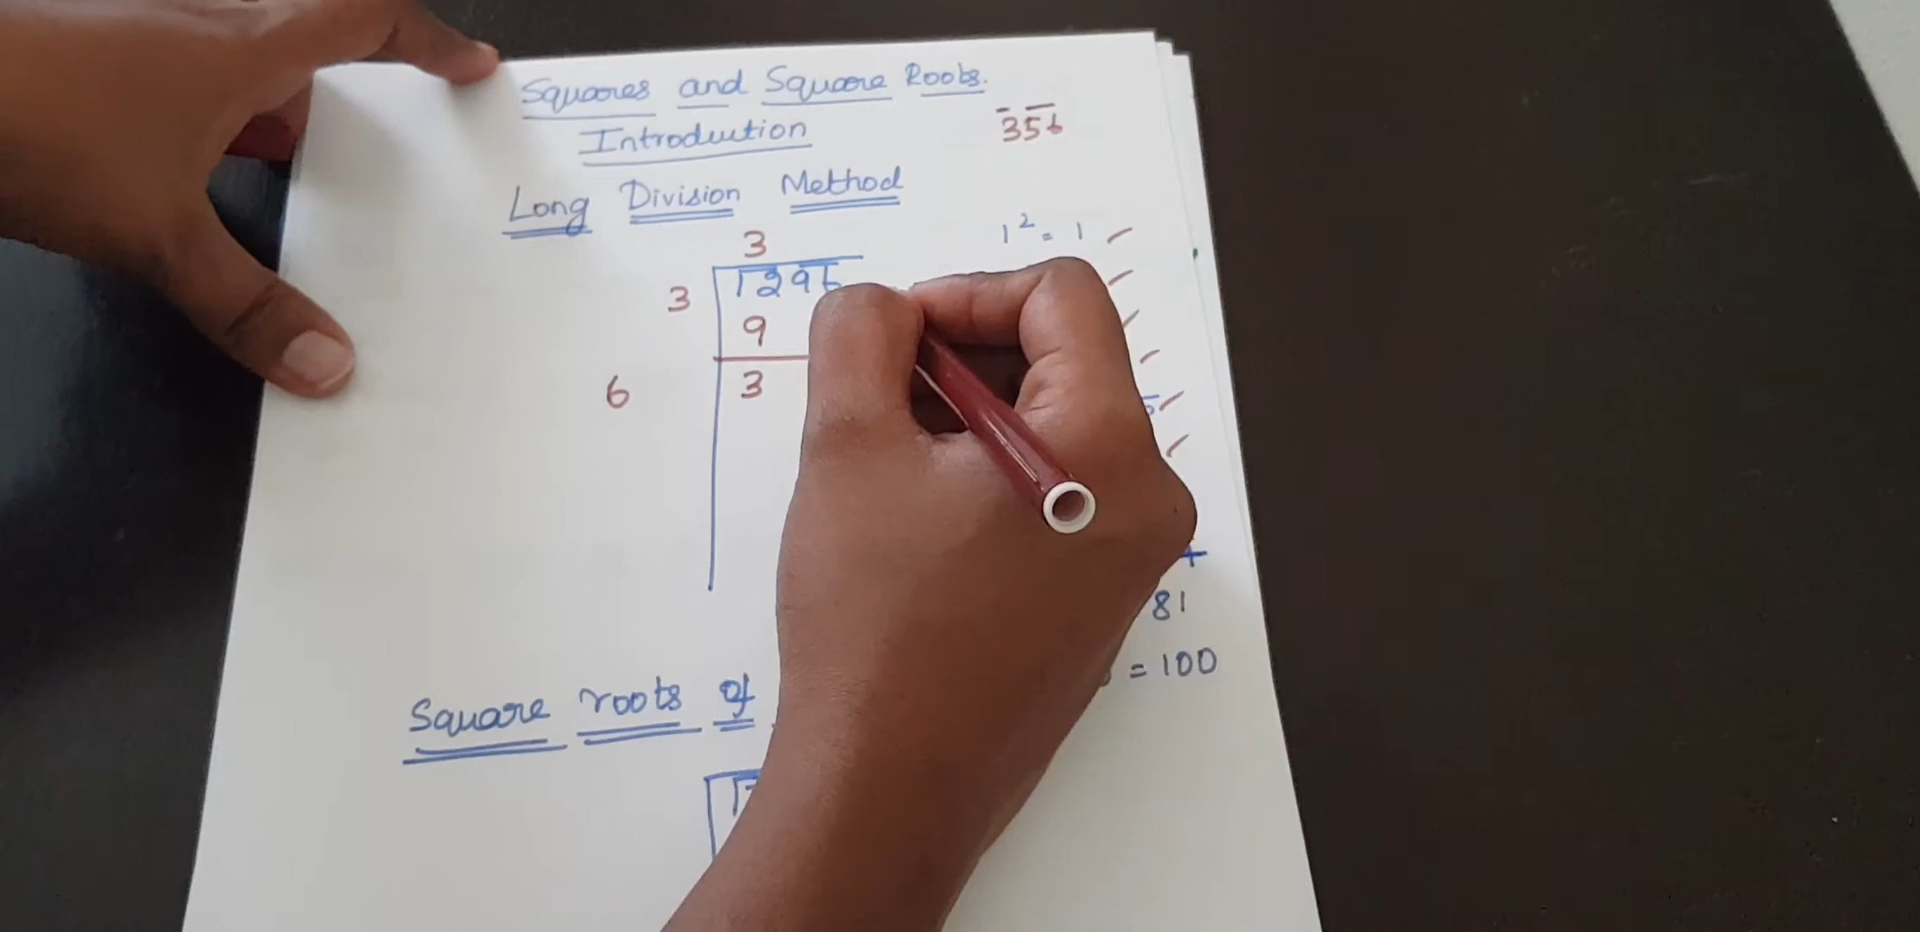 Squares and Square Roots.
Introduction
356
Long Division Method
3
1² = 1
3 1296
9
6 3
81
= 100
Square roots of